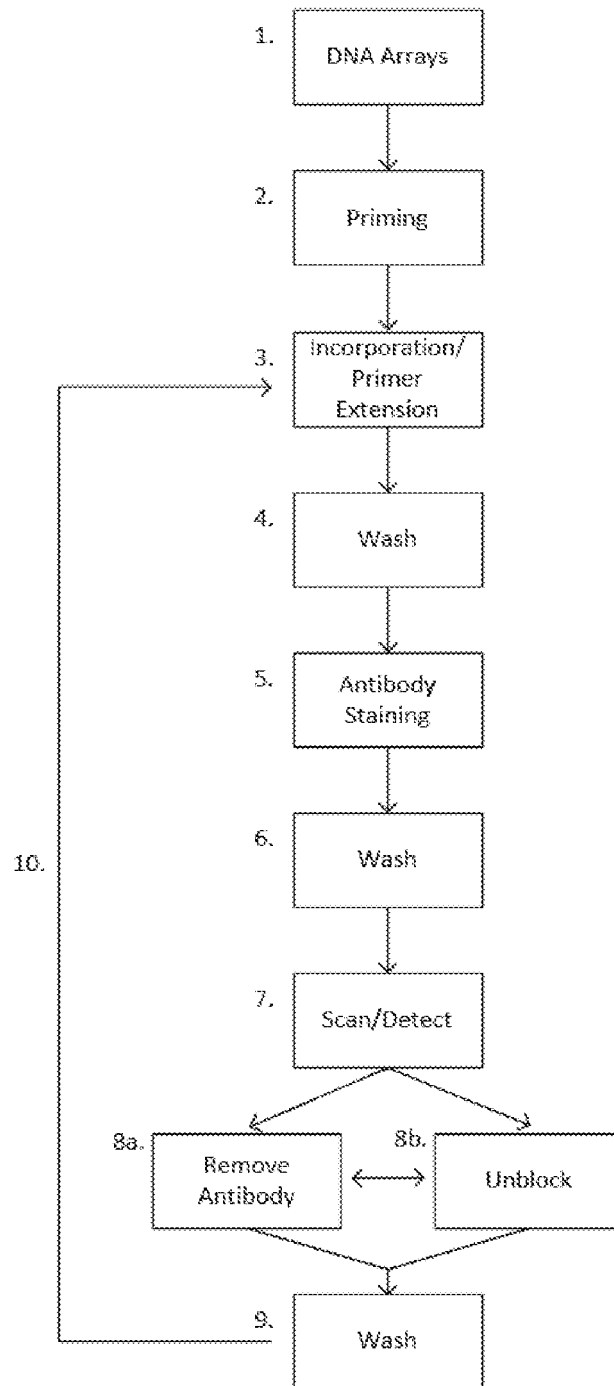 1.
DNA Arrays
2.
Priming
3.
Incorporation/
Primer
Extension
4.
Wash
5.
Antibody
Staining
6.
Wash
10.
7.
Scan/Detect
8a.
Remove
Antibody
8b.
Unblock
9.
Wash